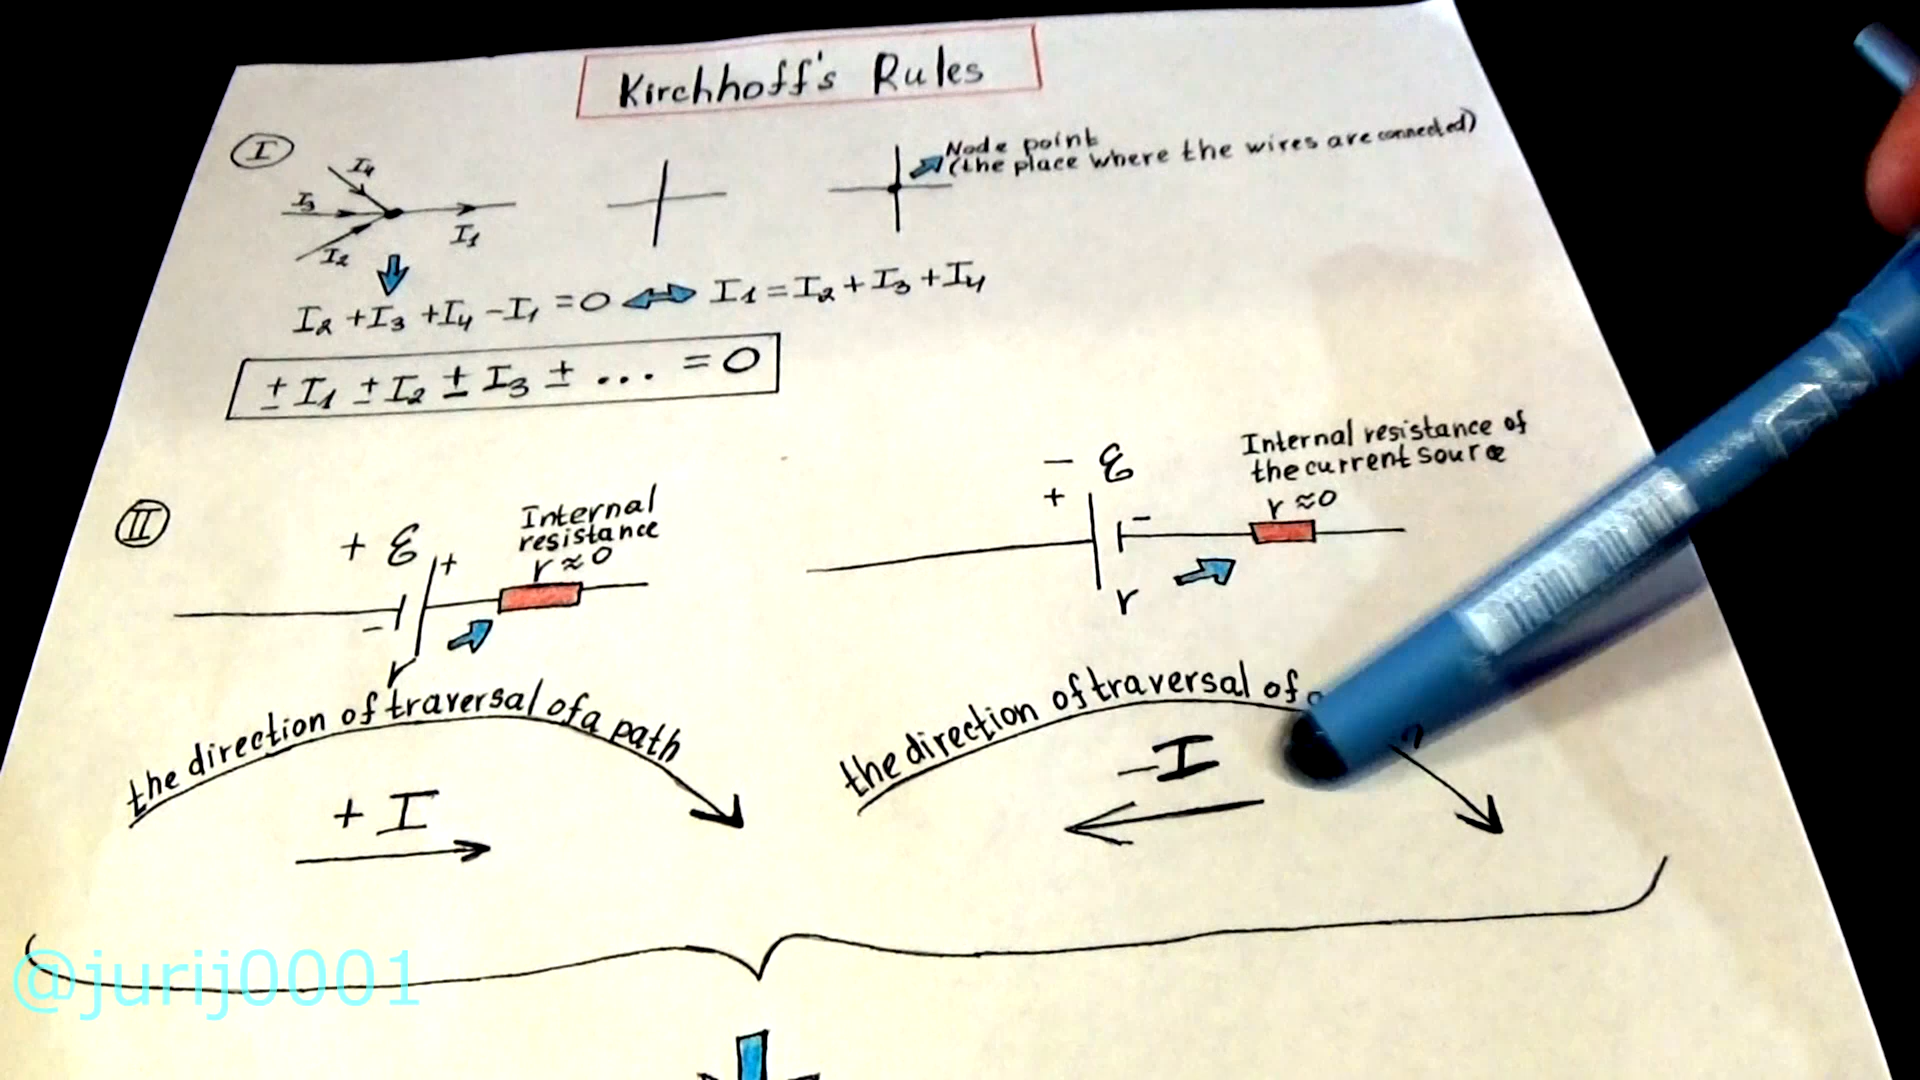 Kirchhoff's Rules
I
I₄
I₃
I₂
I₁
Node point
(the place where the wires are connected)
I₂ + I₃ + I₄ - I₁ = 0
I₁ = I₂ + I₃ + I₄
± I₁ ± I₂ ± I₃ ± ... = 0
II
+ ℰ
+
-
r
Internal
resistance
r ≈ 0
the direction of traversal of a path
+ I
- ℰ
+
-
r
Internal resistance of
the current source
r ≈ 0
the direction of traversal of
- I
@jurij0001